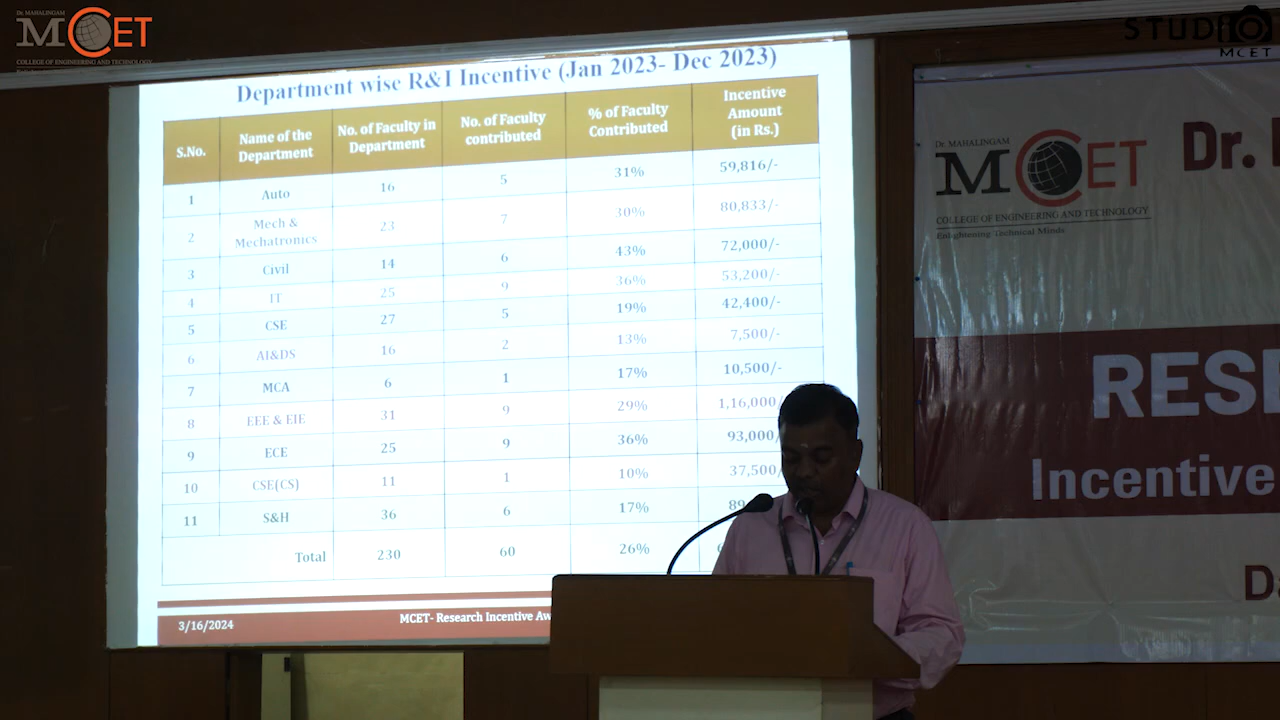 Dr. MAHALINGAM
MCET
COLLEGE OF ENGINEERING AND TECHNOLOGY
STUDIO
MCET
Department wise R&I Incentive (Jan 2023- Dec 2023)
S.No. Name of the Department No. of Faculty in Department No. of Faculty contributed % of Faculty Contributed Incentive Amount (in Rs.)
1 Auto 16 5 31% 59,816/-
2 Mech & Mechatronics 23 7 30% 80,833/-
3 Civil 14 6 43% 72,000/-
4 IT 25 9 36% 53,200/-
5 CSE 27 5 19% 42,400/-
6 AI&DS 16 2 13% 7,500/-
7 MCA 6 1 17% 10,500/-
8 EEE & EIE 31 9 29% 1,16,000/
9 ECE 25 9 36% 93,000/
10 CSE(CS) 11 1 10% 37,500/
11 S&H 36 6 17% 89
Total 230 60 26%
3/16/2024 MCET- Research Incentive Aw
Dr. MAHALINGAM
MCET
COLLEGE OF ENGINEERING AND TECHNOLOGY
Enlightening Technical Minds
Dr.
RESE
Incentive
Da